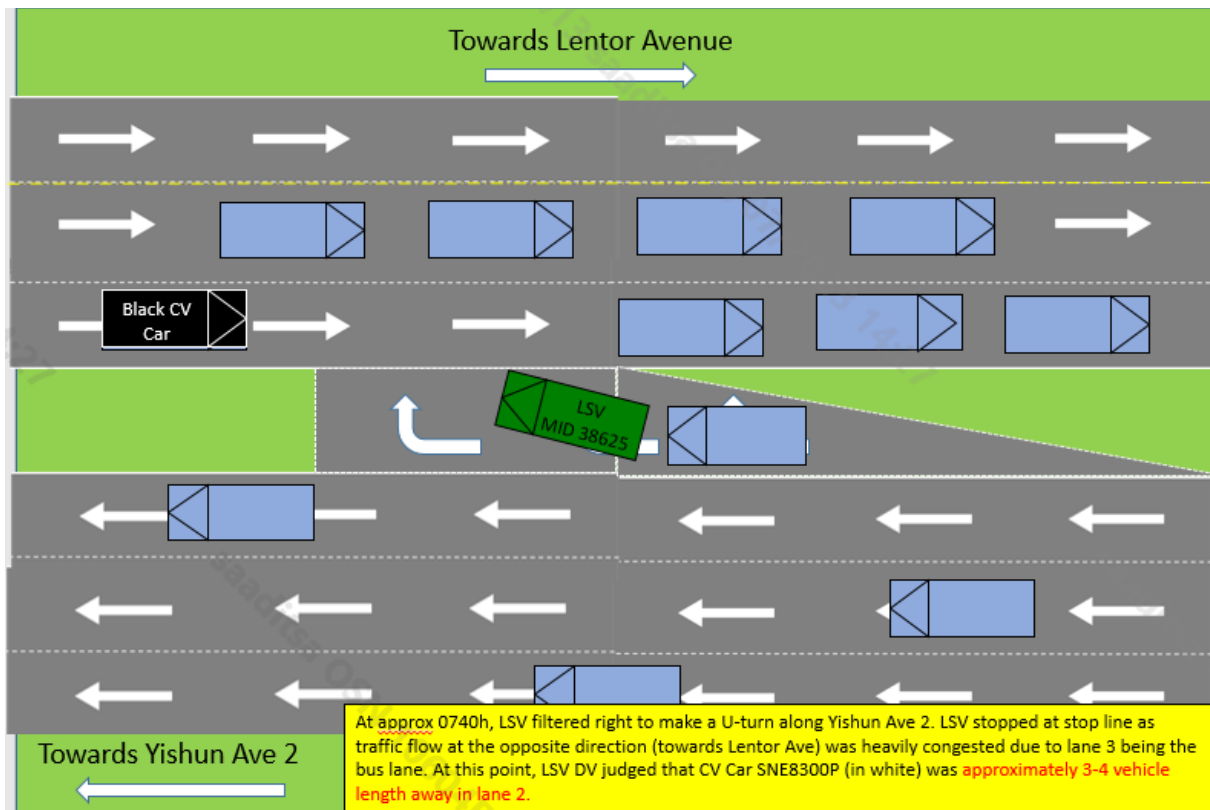 Towards Lentor Avenue
Black CV
Car
LSV
MID 38625
At approx 0740h, LSV filtered right to make a U-turn along Yishun Ave 2. LSV stopped at stop line as
traffic flow at the opposite direction (towards Lentor Ave) was heavily congested due to lane 3 being the
bus lane. At this point, LSV DV judged that CV Car SNE8300P (in white) was approximately 3-4 vehicle
length away in lane 2.
Towards Yishun Ave 2